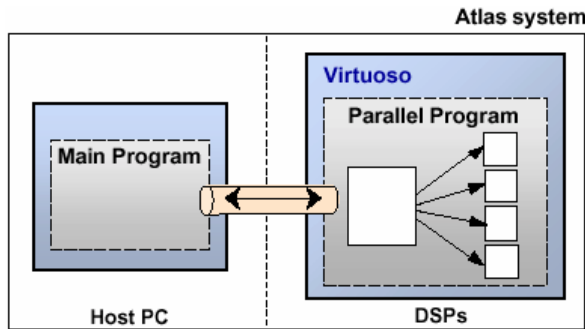 Atlas system
Virtuoso
Parallel Program
Main Program
Host PC
DSPs